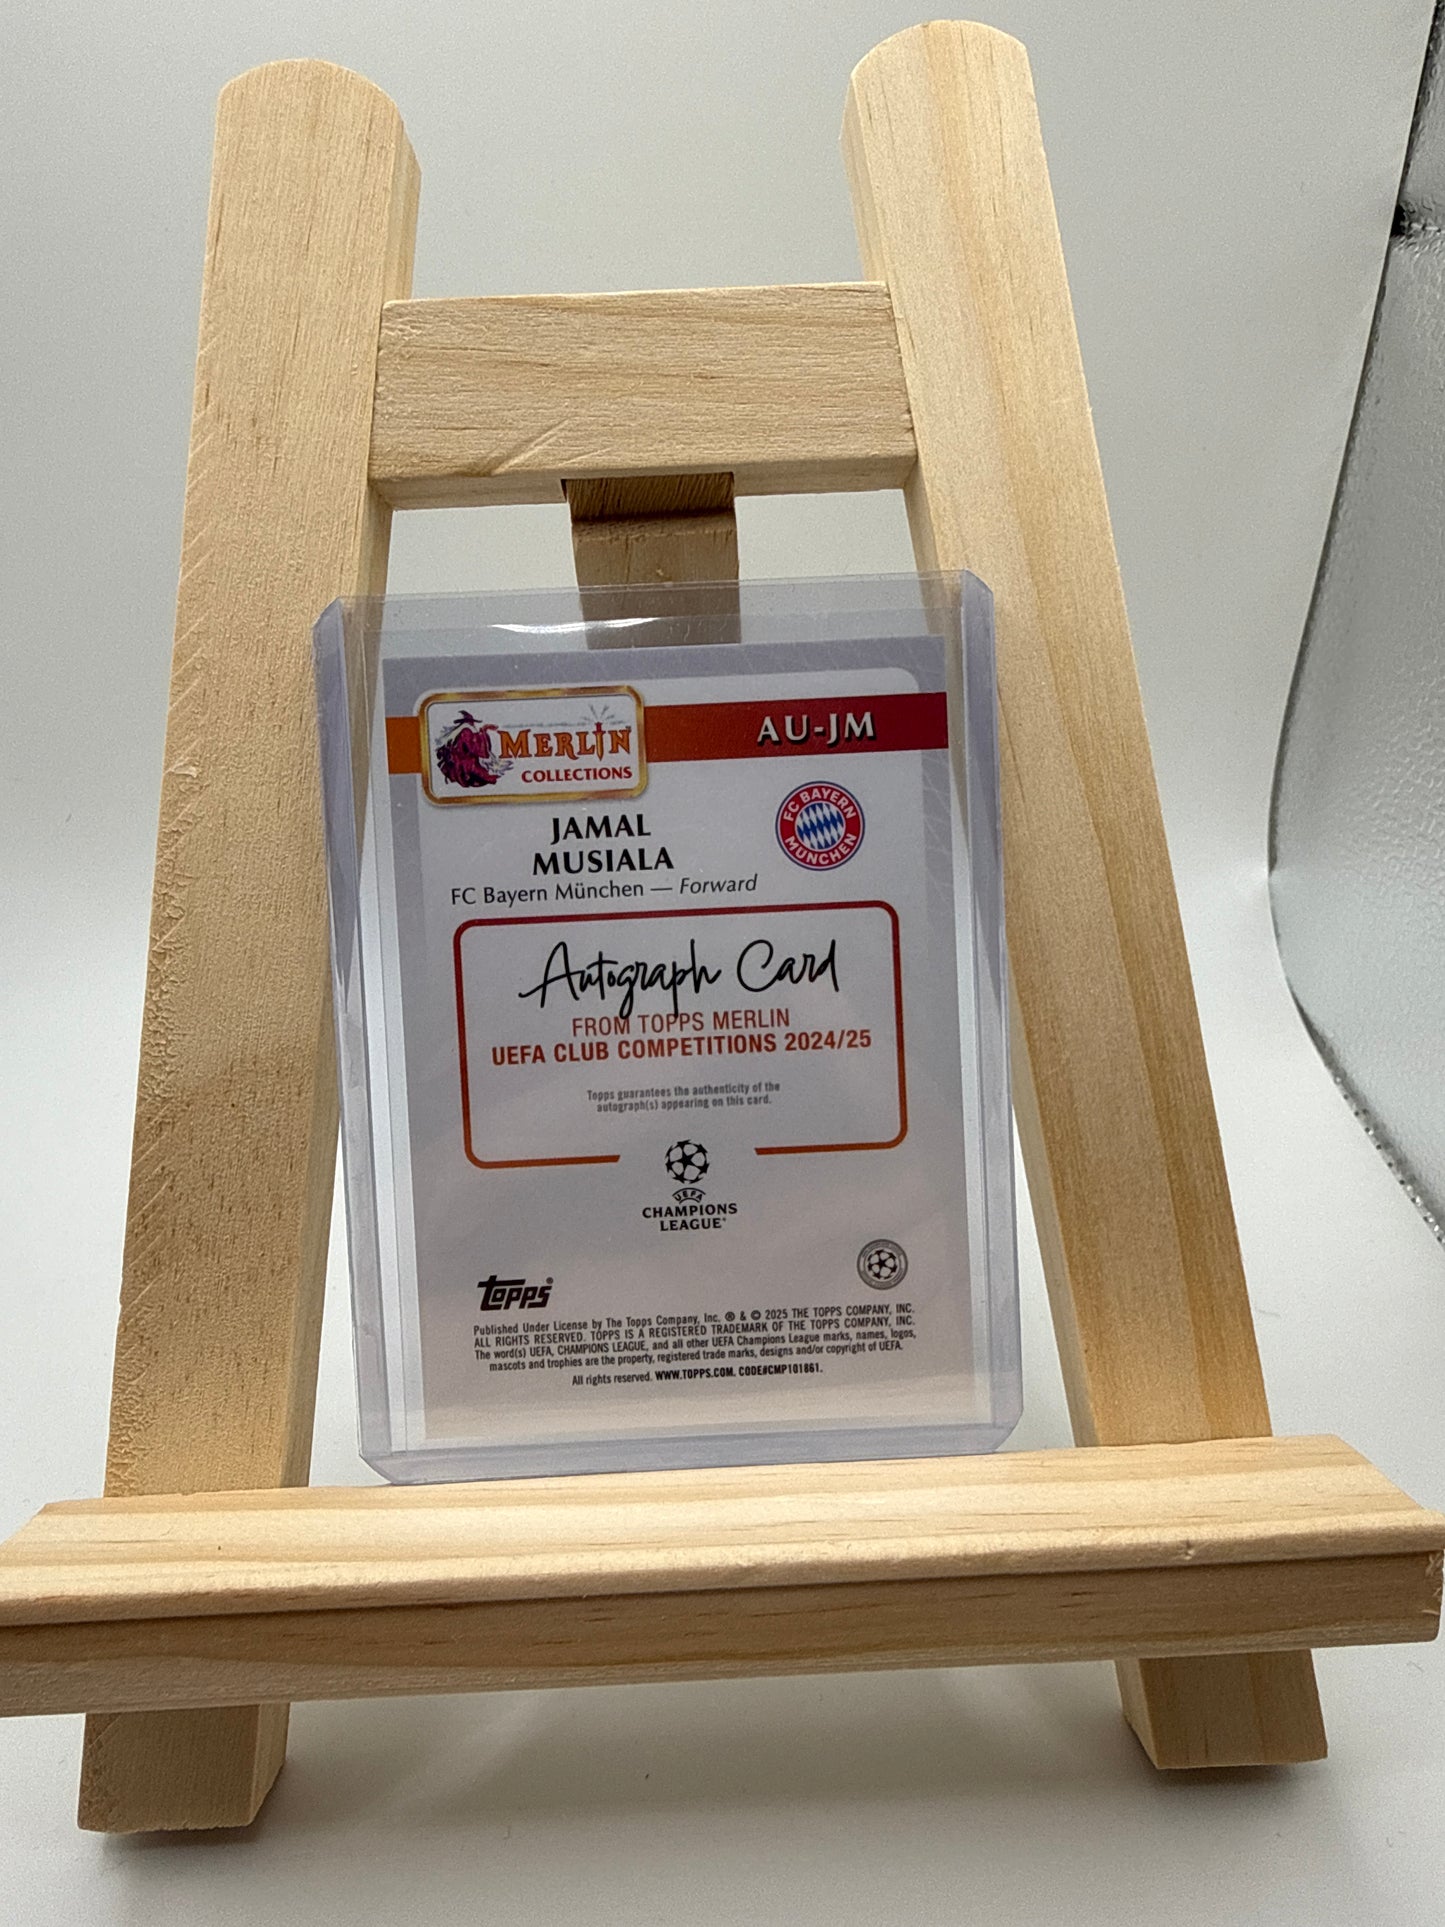 MERLIN
COLLECTIONS
AU-JM
FC BAYERN
MÜNCHEN
JAMAL
MUSIALA
FC Bayern München — Forward
Autograph Card
FROM TOPPS MERLIN
UEFA CLUB COMPETITIONS 2024/25
Topps guarantees the authenticity of the
autograph(s) appearing on this card.
UEFA
CHAMPIONS
LEAGUE®
Topps®
Published Under License by The Topps Company, Inc. ® & © 2025 THE TOPPS COMPANY, INC.
ALL RIGHTS RESERVED. TOPPS IS A REGISTERED TRADEMARK OF THE TOPPS COMPANY, INC.
The word(s) UEFA, CHAMPIONS LEAGUE, and all other UEFA Champions League marks, names, logos,
mascots and trophies are the property, registered trade marks, designs and/or copyright of UEFA.
All rights reserved. WWW.TOPPS.COM. CODE#CMP101861.